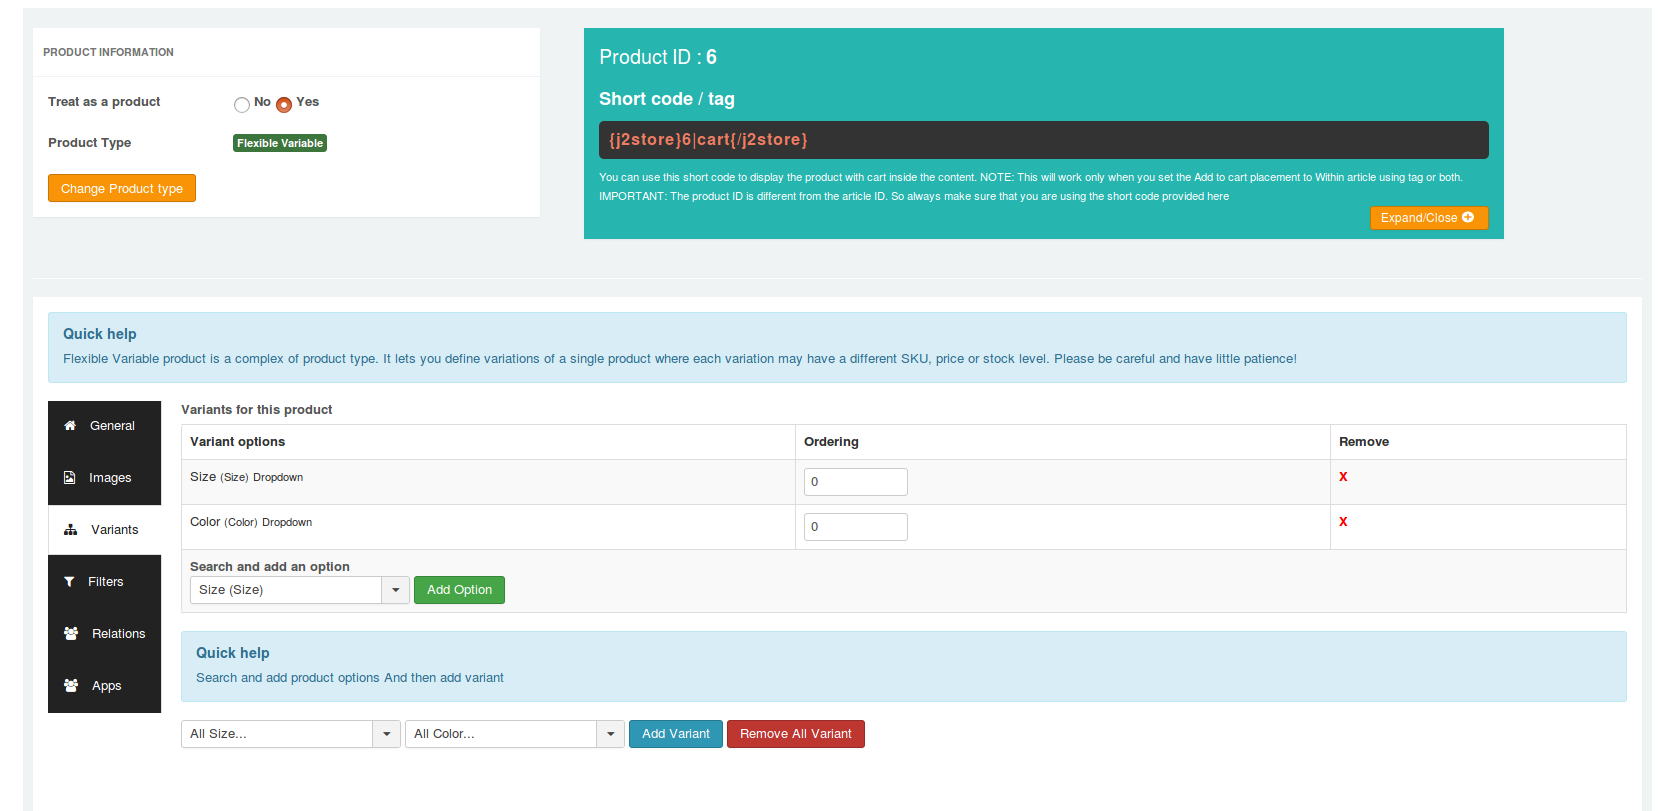 PRODUCT INFORMATION
Treat as a product No Yes
Product Type Flexible Variable
Change Product type
Product ID : 6
Short code / tag
{j2store}6|cart{/j2store}
You can use this short code to display the product with cart inside the content. NOTE: This will work only when you set the Add to cart placement to Within article using tag or both.
IMPORTANT: The product ID is different from the article ID. So always make sure that you are using the short code provided here
Expand/Close
Quick help
Flexible Variable product is a complex of product type. It lets you define variations of a single product where each variation may have a different SKU, price or stock level. Please be careful and have little patience!
General
Images
Variants
Filters
Relations
Apps
Variants for this product
Variant options Ordering Remove
Size (Size) Dropdown 0 X
Color (Color) Dropdown 0 X
Search and add an option
Size (Size) Add Option
Quick help
Search and add product options And then add variant
All Size... All Color... Add Variant Remove All Variant